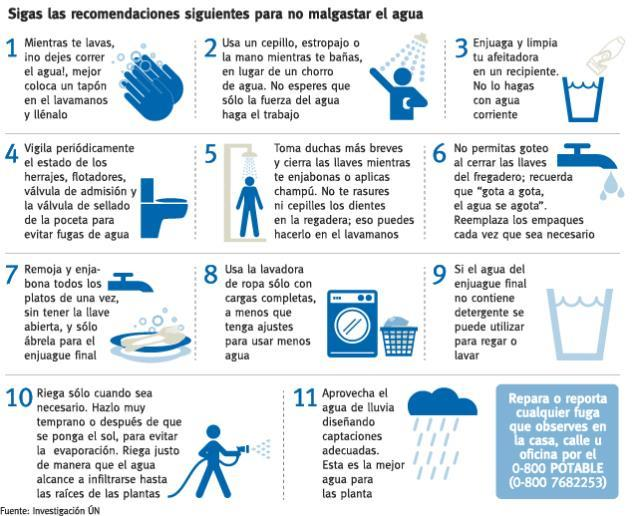 Sigas las recomendaciones siguientes para no malgastar el agua
1 Mientras te lavas,
¡no dejes correr
el agua!, mejor
coloca un tapón
en el lavamanos
y llénalo
2 Usa un cepillo, estropajo o
la mano mientras te bañas,
en lugar de un chorro
de agua. No esperes que
sólo la fuerza del agua
haga el trabajo
3 Enjuaga y limpia
tu afeitadora
en un recipiente.
No lo hagas
con agua
corriente
4 Vigila periódicamente
el estado de los
herrajes, flotadores,
válvula de admisión y
la válvula de sellado
de la poceta para
evitar fugas de agua
5 Toma duchas más breves
y cierra las llaves mientras
te enjabonas o aplicas
champú. No te rasures
ni cepilles los dientes
en la regadera; eso puedes
hacerlo en el lavamanos
6 No permitas goteo
al cerrar las llaves
del fregadero; recuerda
que “gota a gota,
el agua se agota”.
Reemplaza los empaques
cada vez que sea necesario
7 Remoja y enja-
bona todos los
platos de una vez,
sin tener la llave
abierta, y sólo
ábrela para el
enjuague final
8 Usa la lavadora
de ropa sólo con
cargas completas,
a menos que
tenga ajustes
para usar menos
agua
9 Si el agua del
enjuague final
no contiene
detergente se
puede utilizar
para regar o
lavar
10 Riega sólo cuando sea
necesario. Hazlo muy
temprano o después de que
se ponga el sol, para evitar
la evaporación. Riega justo
de manera que el agua
alcance a infiltrarse hasta
las raíces de las plantas
11 Aprovecha el
agua de lluvia
diseñando
captaciones
adecuadas.
Esta es la mejor
agua para
las planta
Repara o reporta
cualquier fuga
que observes en
la casa, calle u
oficina por el
0-800 POTABLE
(0-800 7682253)
Fuente: Investigación ÚN